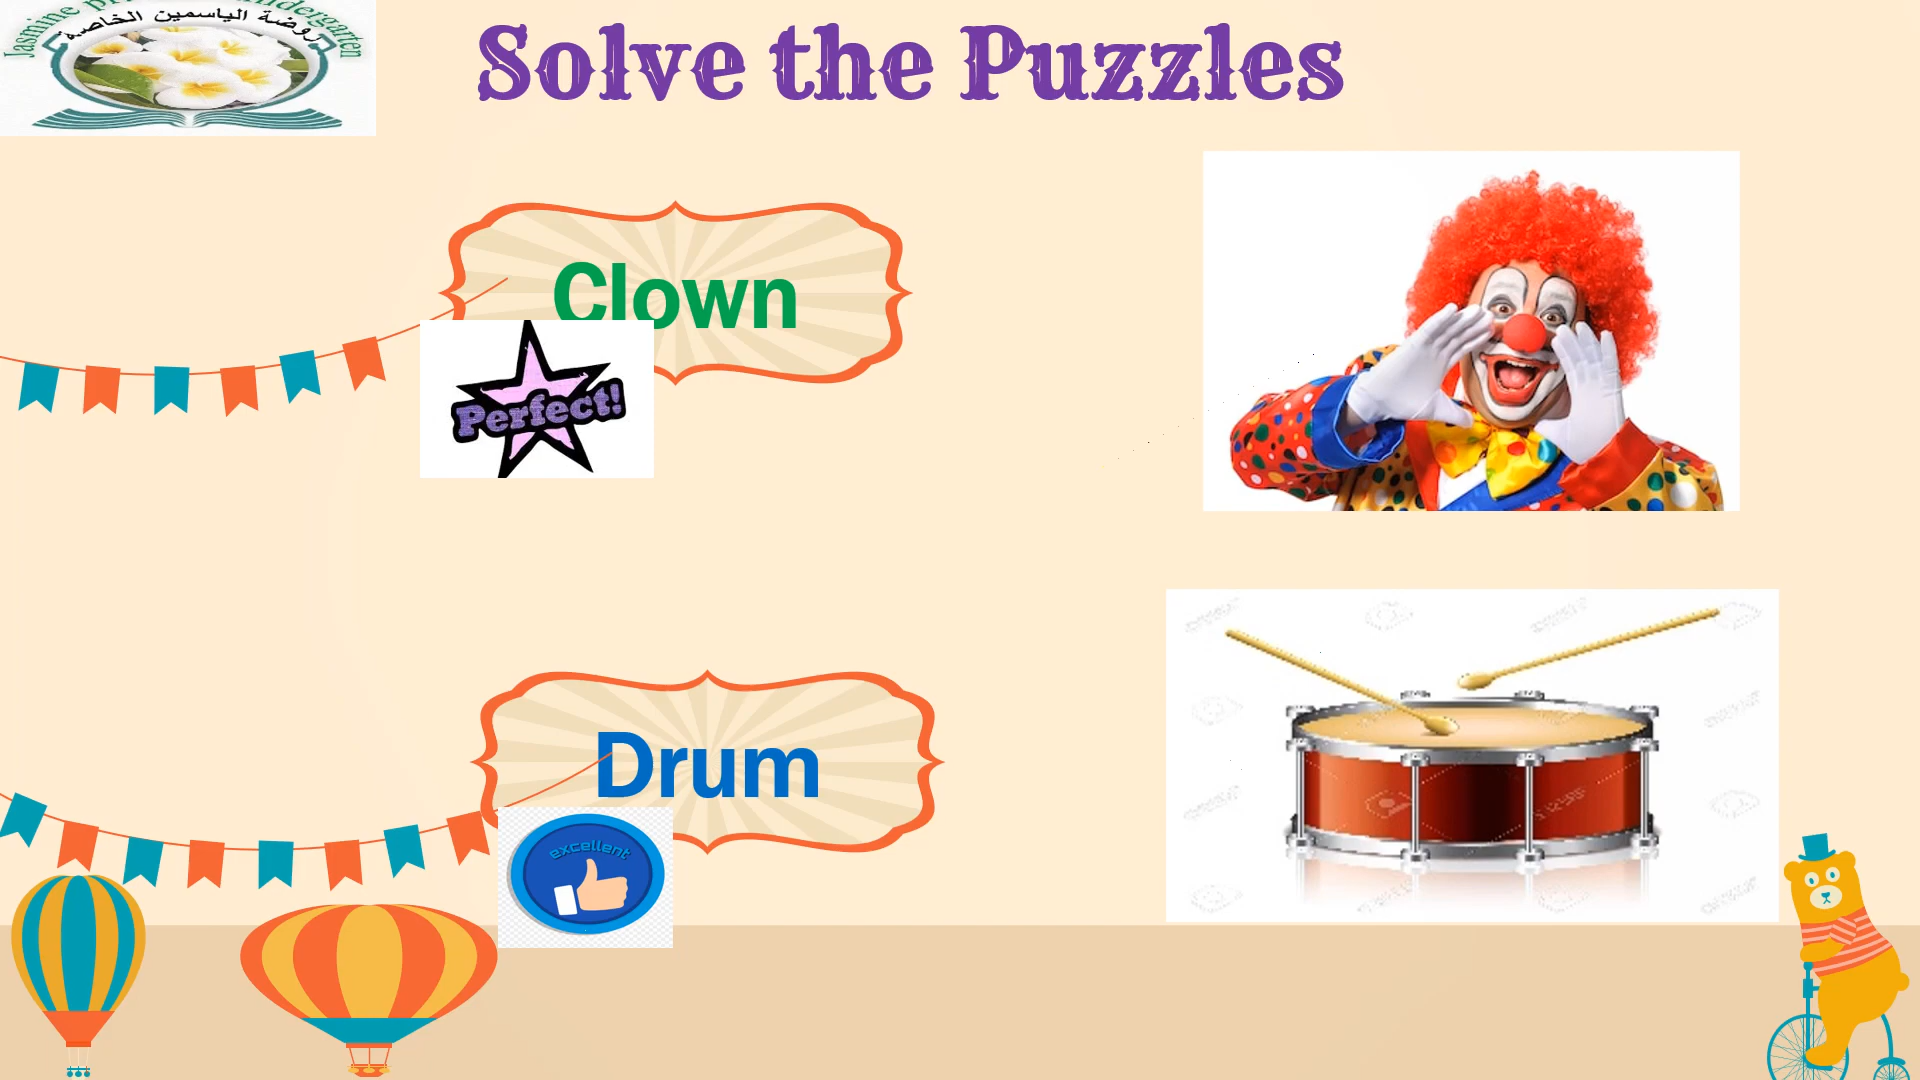 Solve the Puzzles
روضة الياسمين الخاصة
Clown
Perfect!
Drum
excellent